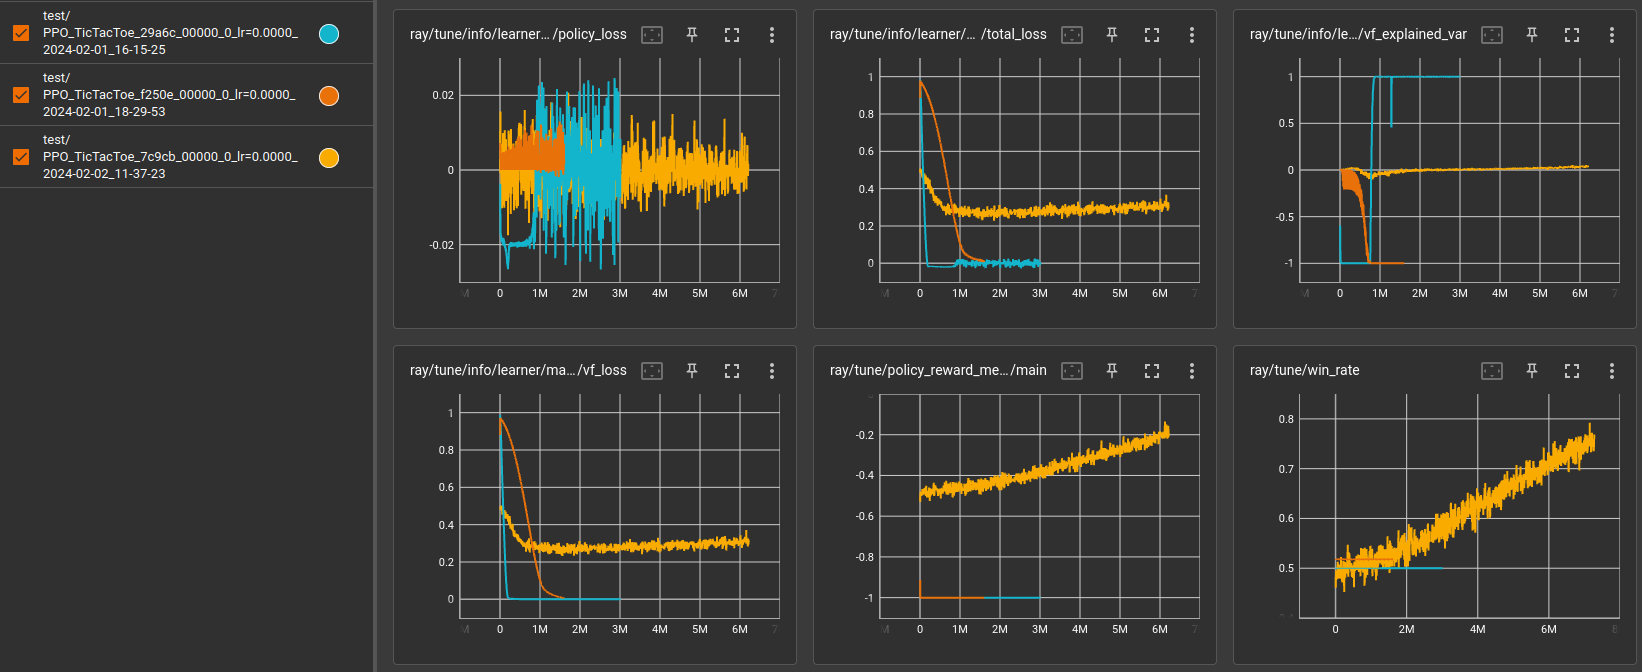 test/
PPO_TicTacToe_29a6c_00000_0_lr=0.0000_
2024-02-01_16-15-25
test/
PPO_TicTacToe_f250e_00000_0_lr=0.0000_
2024-02-01_18-29-53
test/
PPO_TicTacToe_7c9cb_00000_0_lr=0.0000_
2024-02-02_11-37-23
ray/tune/info/learner… /policy_loss
0.02
0
-0.02
M 0 1M 2M 3M 4M 5M 6M 7
ray/tune/info/learner/… /total_loss
1
0.8
0.6
0.4
0.2
0
M 0 1M 2M 3M 4M 5M 6M 7
ray/tune/info/le…/vf_explained_var
1
0.5
0
-0.5
-1
M 0 1M 2M 3M 4M 5M 6M 7
ray/tune/info/learner/ma…/vf_loss
1
0.8
0.6
0.4
0.2
0
M 0 1M 2M 3M 4M 5M 6M 7
ray/tune/policy_reward_me…/main
-0.2
-0.4
-0.6
-0.8
-1
M 0 1M 2M 3M 4M 5M 6M 7
ray/tune/win_rate
0.8
0.7
0.6
0.5
0 2M 4M 6M 8